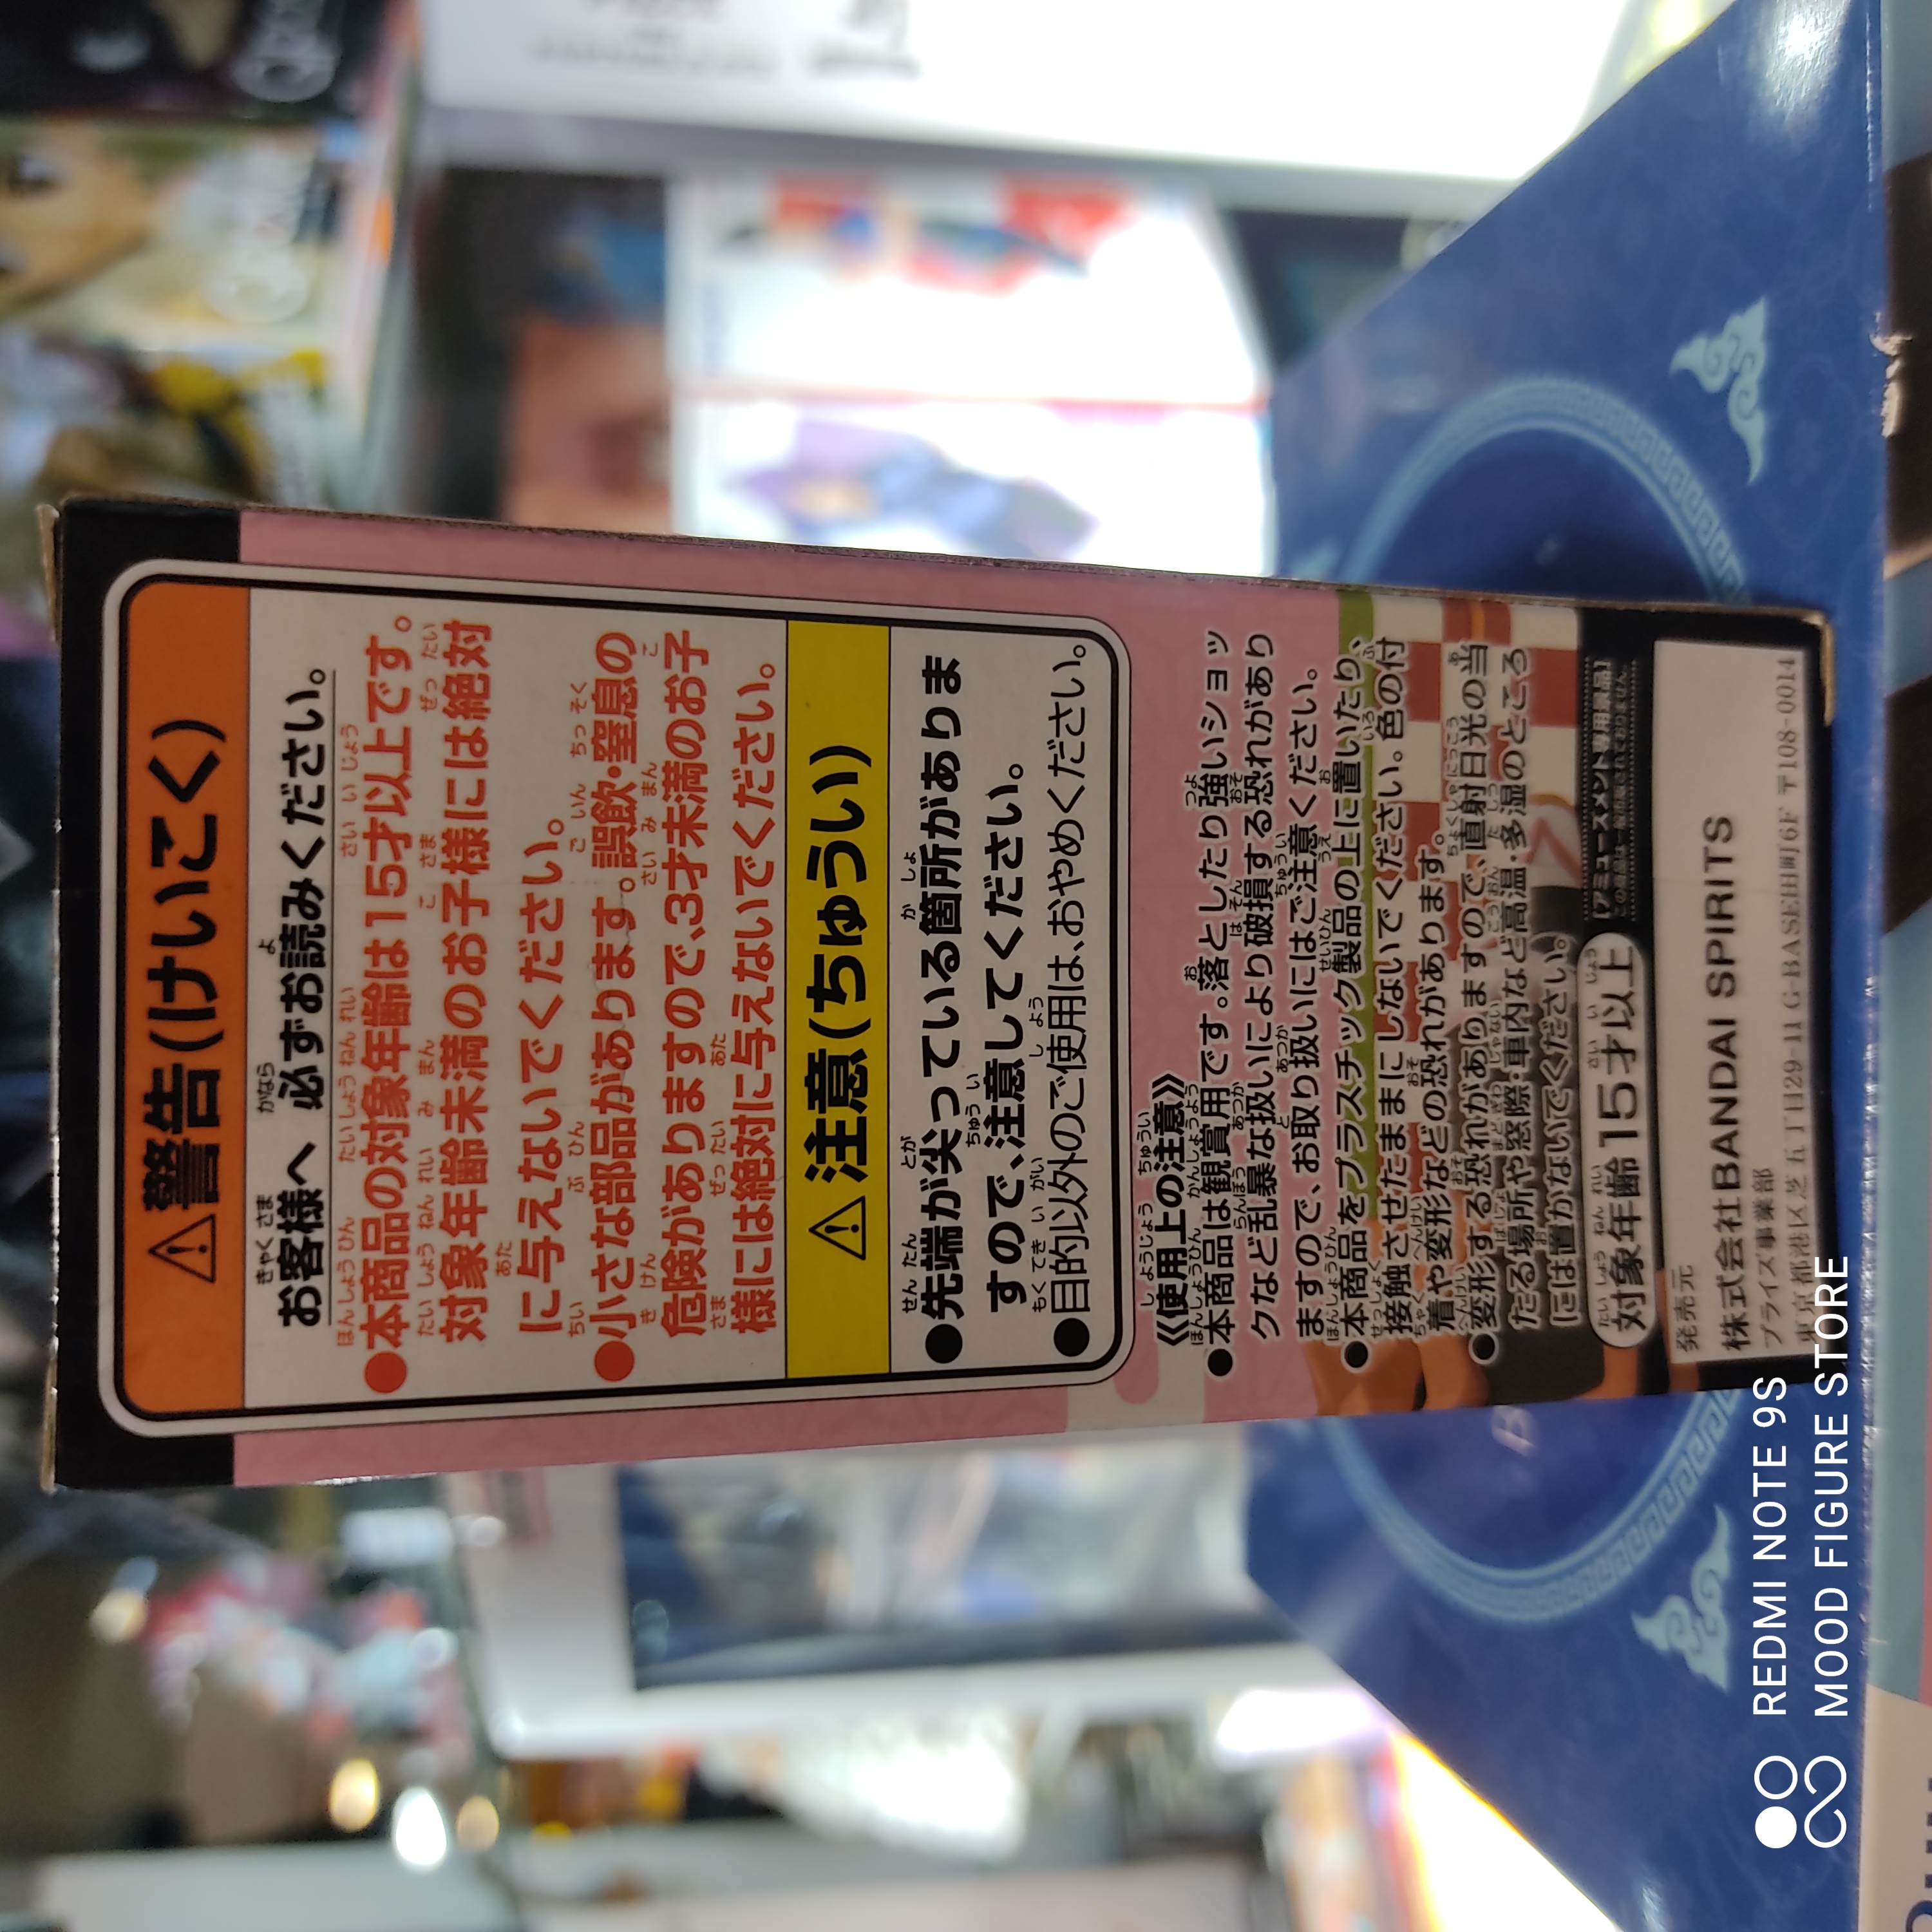 ⚠警告(けいこく)
お客様へ 必ずお読みください。
●本商品の対象年齢は15才以上です。
対象年齢未満のお子様には絶対
に与えないでください。
●小さな部品があります。誤飲・窒息の
危険がありますので、3才未満のお子
様には絶対に与えないでください。
⚠注意(ちゅうい)
●先端が尖っている箇所がありま
すので、注意してください。
●目的以外のご使用は、おやめください。
《使用上の注意》
●本商品は観賞用です。落としたり強いショッ
クなど乱暴な扱いにより破損する恐れがあり
ますので、お取り扱いにはご注意ください。
●本商品をプラスチック製品の上に置いたり、
接触させたままにしないでください。色の付
着や変形などの恐れがあります。
●変形する恐れがありますので、直射日光の当
たる場所や窓際・車内など高温・多湿のところ
には置かないでください。
対象年齢15才以上
アミューズメント専用景品
発売元
株式会社BANDAI SPIRITS
プライズ事業部
東京都港区芝5丁目29-11 G-BASE田町6F 〒108-0014
REDMI NOTE 9S
MOOD FIGURE STORE